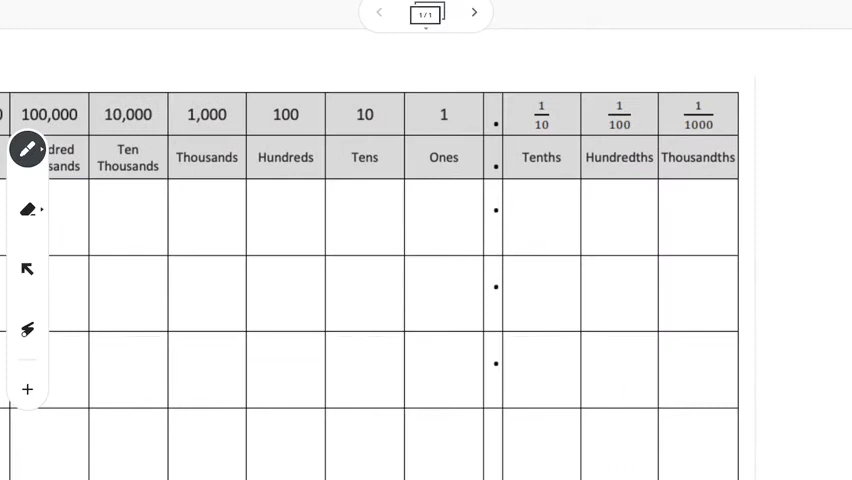 1 / 1
100,000 10,000 1,000 100 10 1 . 1/10 1/100 1/1000
Ten
Thousands Thousands Hundreds Tens Ones . Tenths Hundredths Thousandths
.
.
.